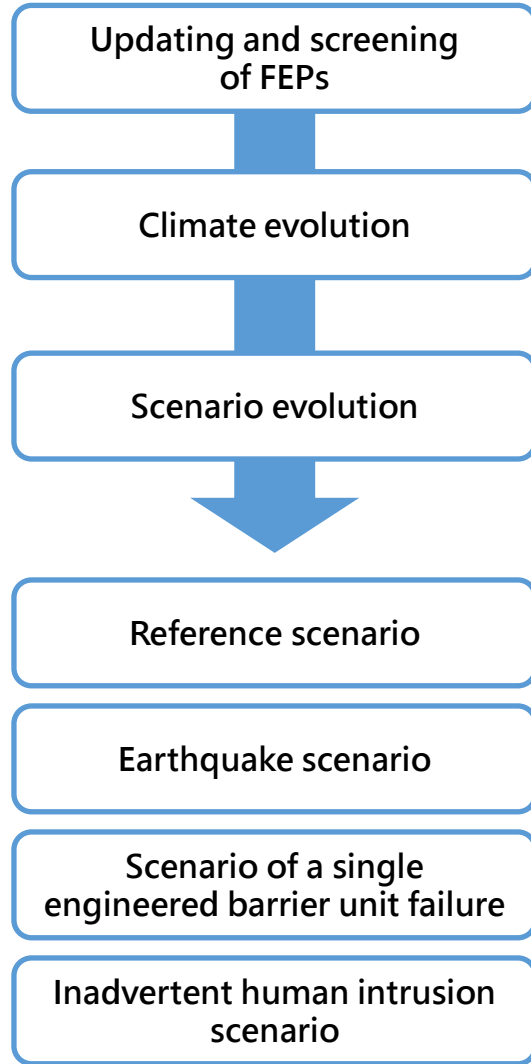 Updating and screening
of FEPs
Climate evolution
Scenario evolution
Reference scenario
Earthquake scenario
Scenario of a single
engineered barrier unit failure
Inadvertent human intrusion
scenario